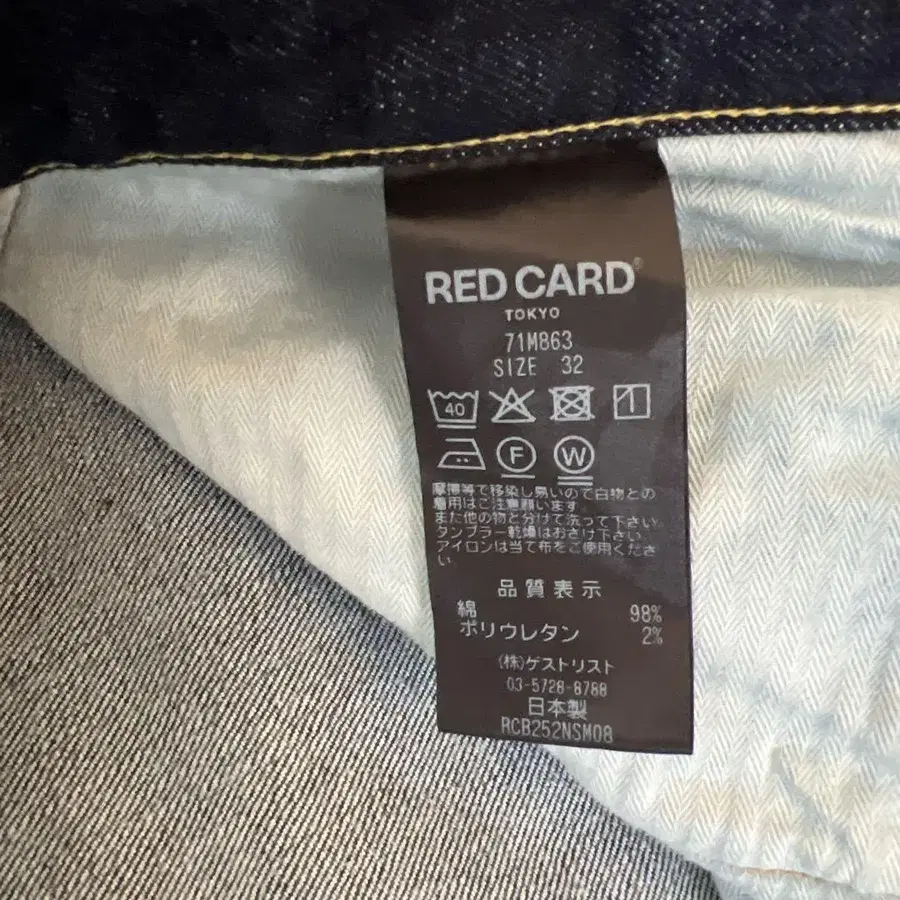 RED CARD®
TOKYO
71M863
SIZE 32
40
F W
摩擦等で移染し易いので白物との
着用はご注意願います
また他の物と分けて洗って下さい
タンブラー乾燥はおさけ下さい
アイロンは当て布をご使用くださ
い
品質表示
綿 98%
ポリウレタン 2%
(株)ゲストリスト
03-5728-8788
日本製
RCB252NSM08